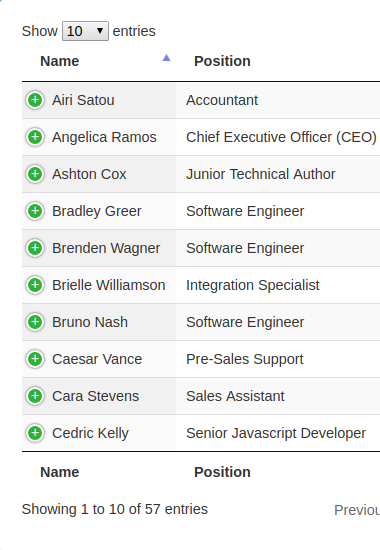 Show 10 entries
Name Position
Airi Satou Accountant
Angelica Ramos Chief Executive Officer (CEO)
Ashton Cox Junior Technical Author
Bradley Greer Software Engineer
Brenden Wagner Software Engineer
Brielle Williamson Integration Specialist
Bruno Nash Software Engineer
Caesar Vance Pre-Sales Support
Cara Stevens Sales Assistant
Cedric Kelly Senior Javascript Developer
Name Position
Showing 1 to 10 of 57 entries Previou